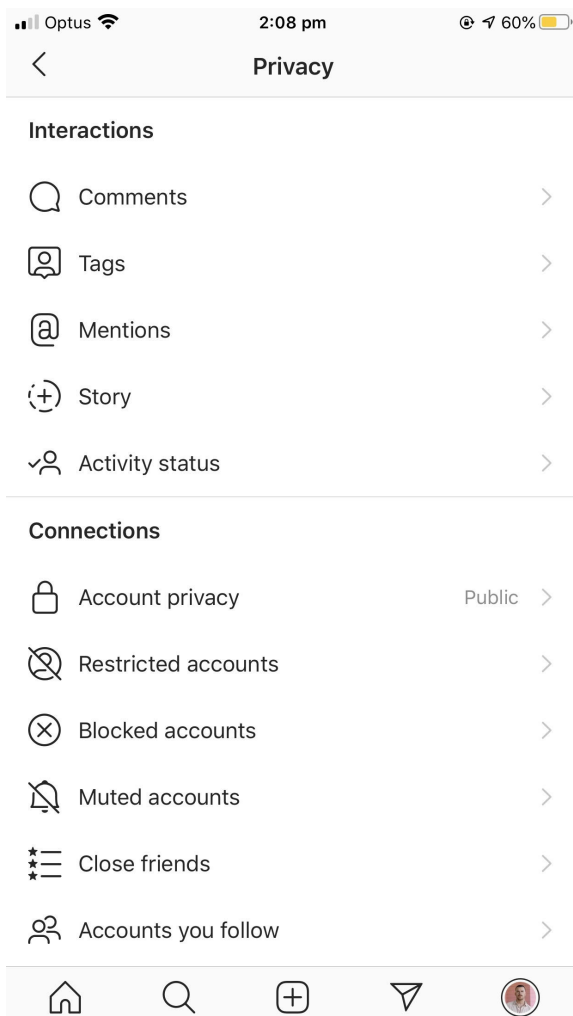 Optus 2:08 pm 60%
Privacy
Interactions
Comments
Tags
Mentions
Story
Activity status
Connections
Account privacy Public
Restricted accounts
Blocked accounts
Muted accounts
Close friends
Accounts you follow